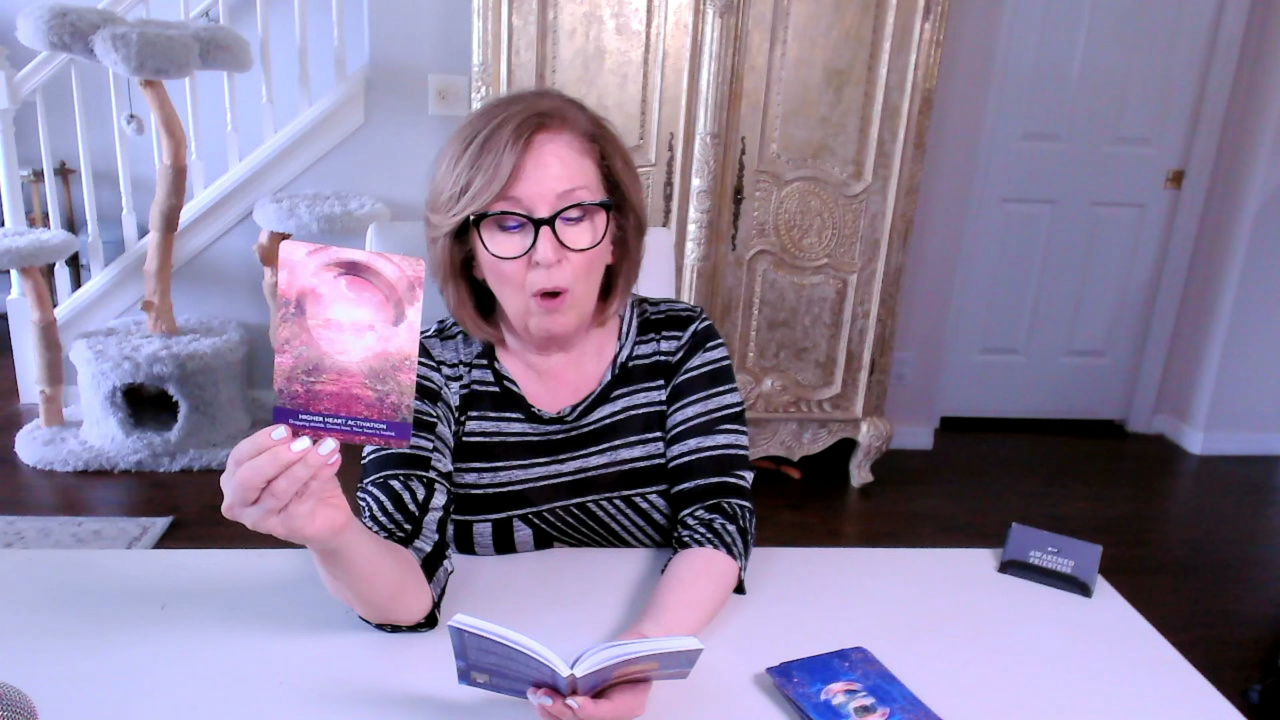 HIGHER HEART ACTIVATION
Dropping shields. Divine love. Your heart is healed.
AWAKENED
PRIESTESS